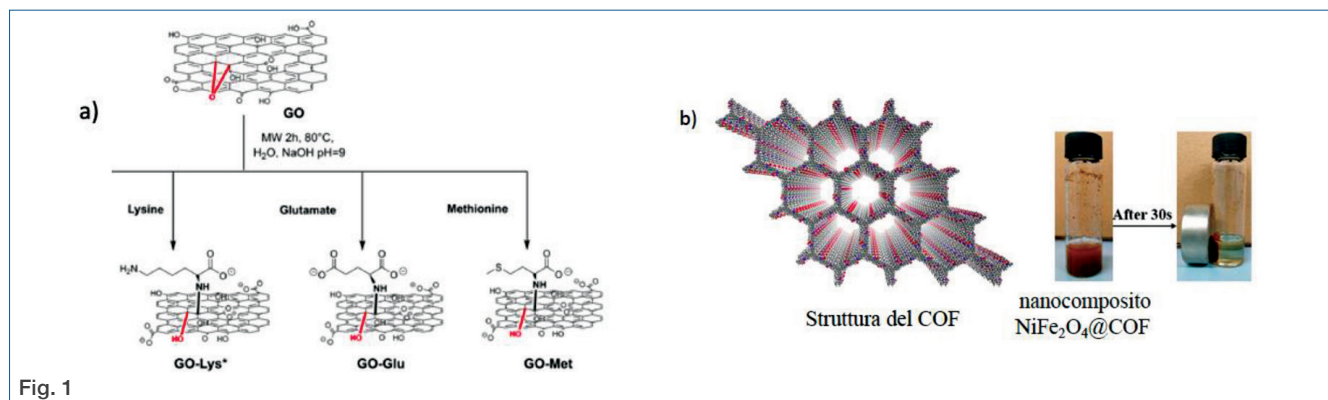 a)
GO
MW 2h, 80°C,
H₂O, NaOH pH=9
Lysine
Glutamate
Methionine
GO-Lys*
GO-Glu
GO-Met
b)
Struttura del COF
After 30s
nanocomposito
NiFe₂O₄@COF
Fig. 1